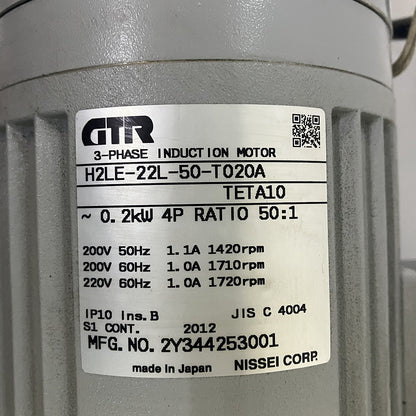 GTR
3-PHASE INDUCTION MOTOR
H2LE-22L-50-T020A
TETA10
~ 0.2kW 4P RATIO 50:1
200V 50Hz 1.1A 1420rpm
200V 60Hz 1.0A 1710rpm
220V 60Hz 1.0A 1720rpm
IP10 Ins.B JIS C 4004
S1 CONT. 2012
MFG. NO. 2Y344253001
made in Japan NISSEI CORP.